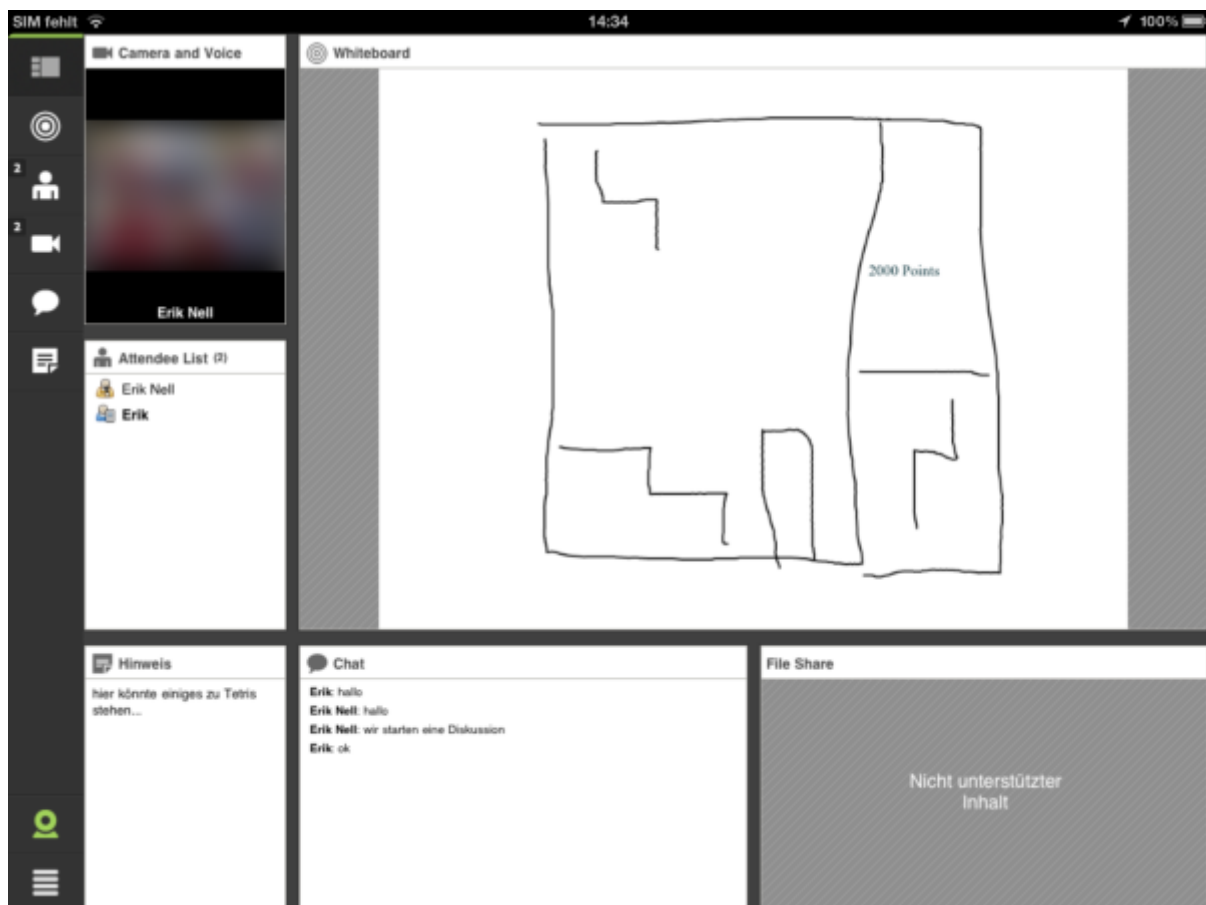 SIM fehlt
14:34
100%
Camera and Voice
Erik Nell
2
2
Attendee List (2)
Erik Nell
Erik
Whiteboard
2000 Points
Hinweis
hier könnte einiges zu Tetris
stehen...
Chat
Erik: hallo
Erik Nell: hallo
Erik Nell: wir starten eine Diskussion
Erik: ok
File Share
Nicht unterstützter
Inhalt